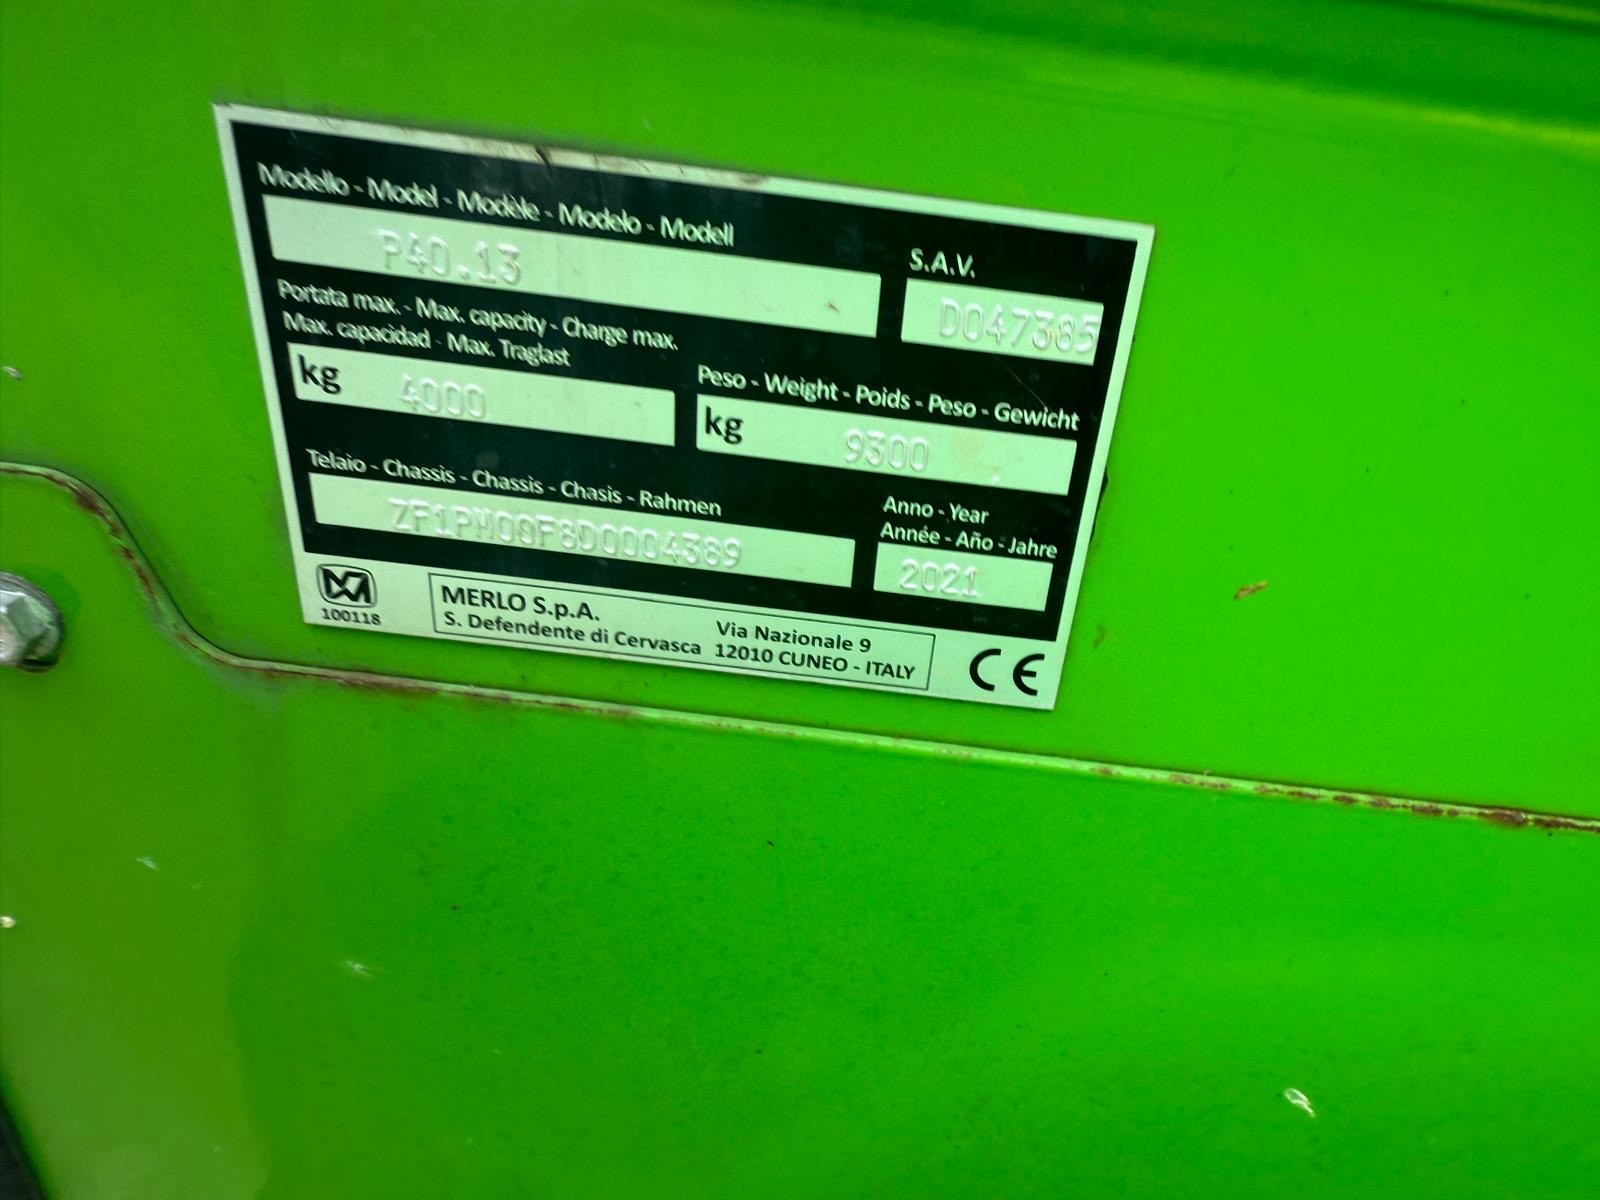 Modello - Model - Modèle - Modelo - Modell
P40.13
S.A.V.
D047385
Portata max. - Max. capacity - Charge max.
Max. capacidad - Max. Traglast
kg 4000
Peso - Weight - Poids - Peso - Gewicht
kg 9300
Telaio - Chassis - Chassis - Chasis - Rahmen
ZF1PM09F8D0004389
Anno - Year
Année - Año - Jahre
2021
100118
MERLO S.p.A.
S. Defendente di Cervasca
Via Nazionale 9
12010 CUNEO - ITALY
CE